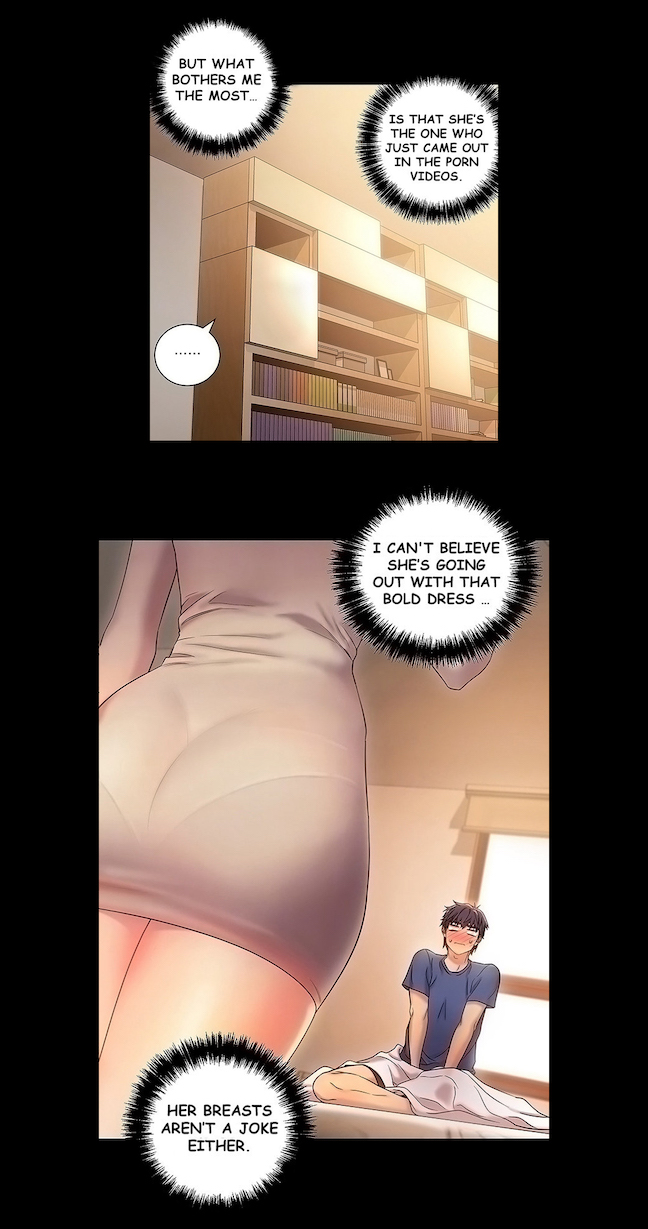 BUT WHAT
BOTHERS ME
THE MOST...
IS THAT SHE'S
THE ONE WHO
JUST CAME OUT
IN THE PORN
VIDEOS.
......
I CAN'T BELIEVE
SHE'S GOING
OUT WITH THAT
BOLD DRESS ...
HER BREASTS
AREN'T A JOKE
EITHER.